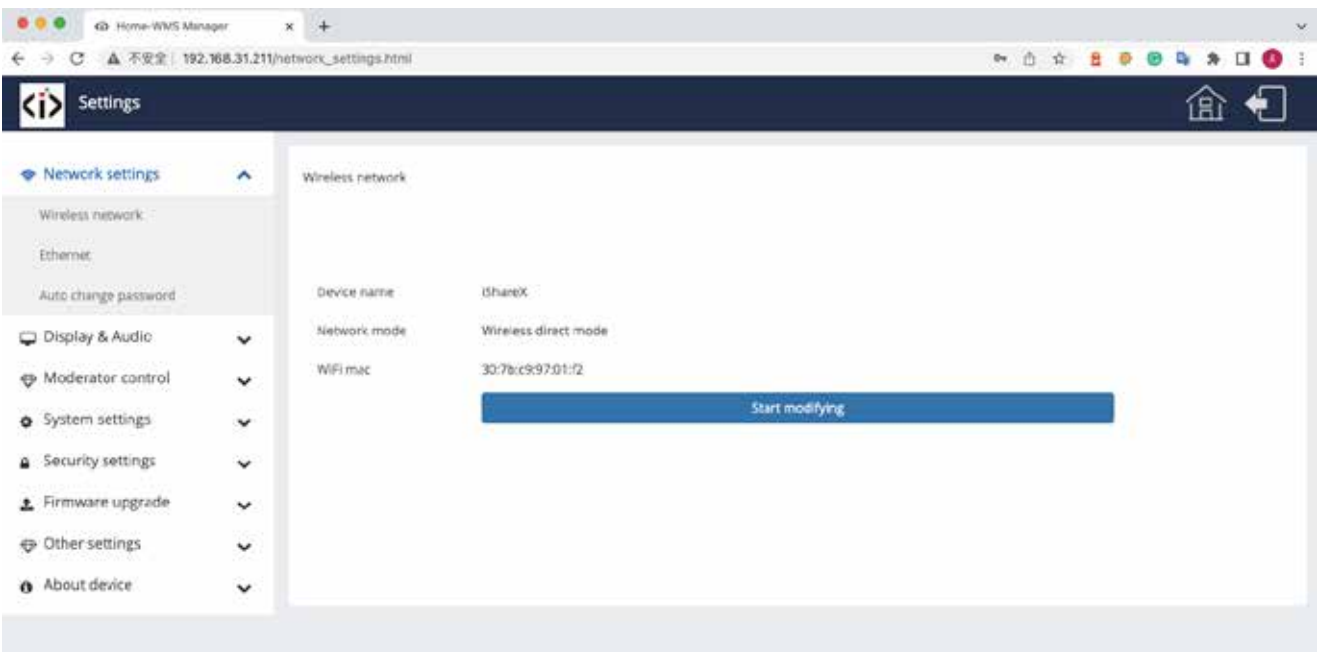 Home-WMS Manager
不安全 192.168.31.211/network_settings.html
<i> Settings
Network settings
Wireless network
Ethernet
Auto change password
Display & Audio
Moderator control
System settings
Security settings
Firmware upgrade
Other settings
About device
Wireless network
Device name iShareX
Network mode Wireless direct mode
WiFi mac 30:7b:c9:97:01:f2
Start modifying